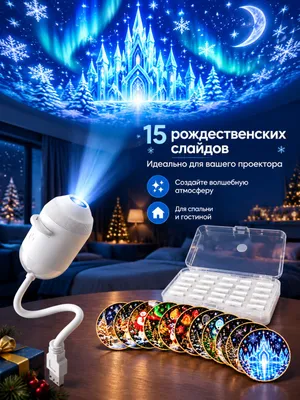 15 рождественских
слайдов
Идеально для вашего проектора
Создайте волшебную
атмосферу
Для спальни
и гостиной